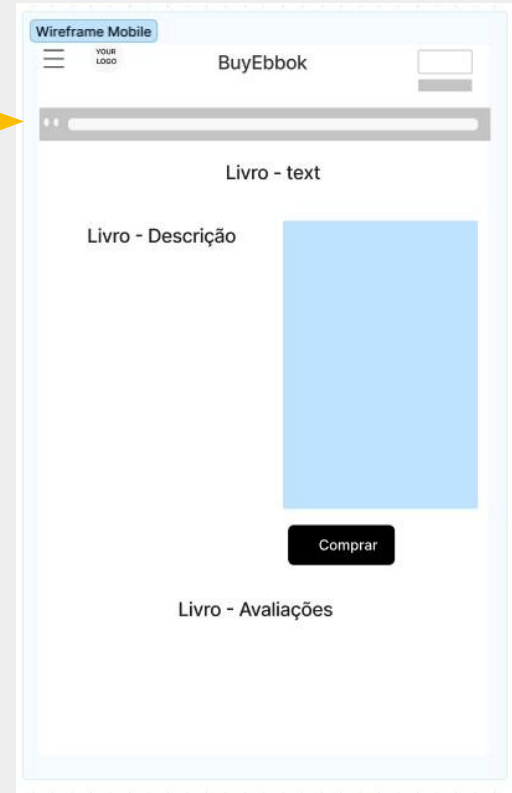 Wireframe Mobile
YOUR
LOGO
BuyEbbok
Livro - text
Livro - Descrição
Comprar
Livro - Avaliações